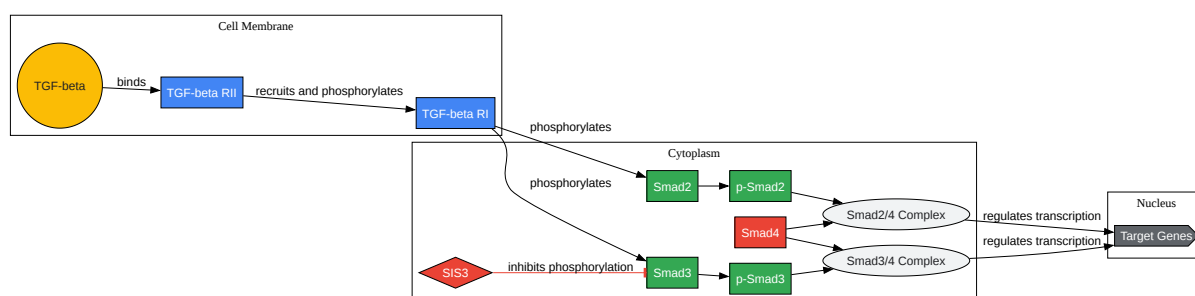 Cell Membrane
TGF-beta
binds
TGF-beta RII
recruits and phosphorylates
TGF-beta RI
phosphorylates
phosphorylates
Cytoplasm
Smad2
p-Smad2
Smad4
Smad2/4 Complex
Smad3/4 Complex
SIS3
inhibits phosphorylation
Smad3
p-Smad3
regulates transcription
regulates transcription
Nucleus
Target Genes